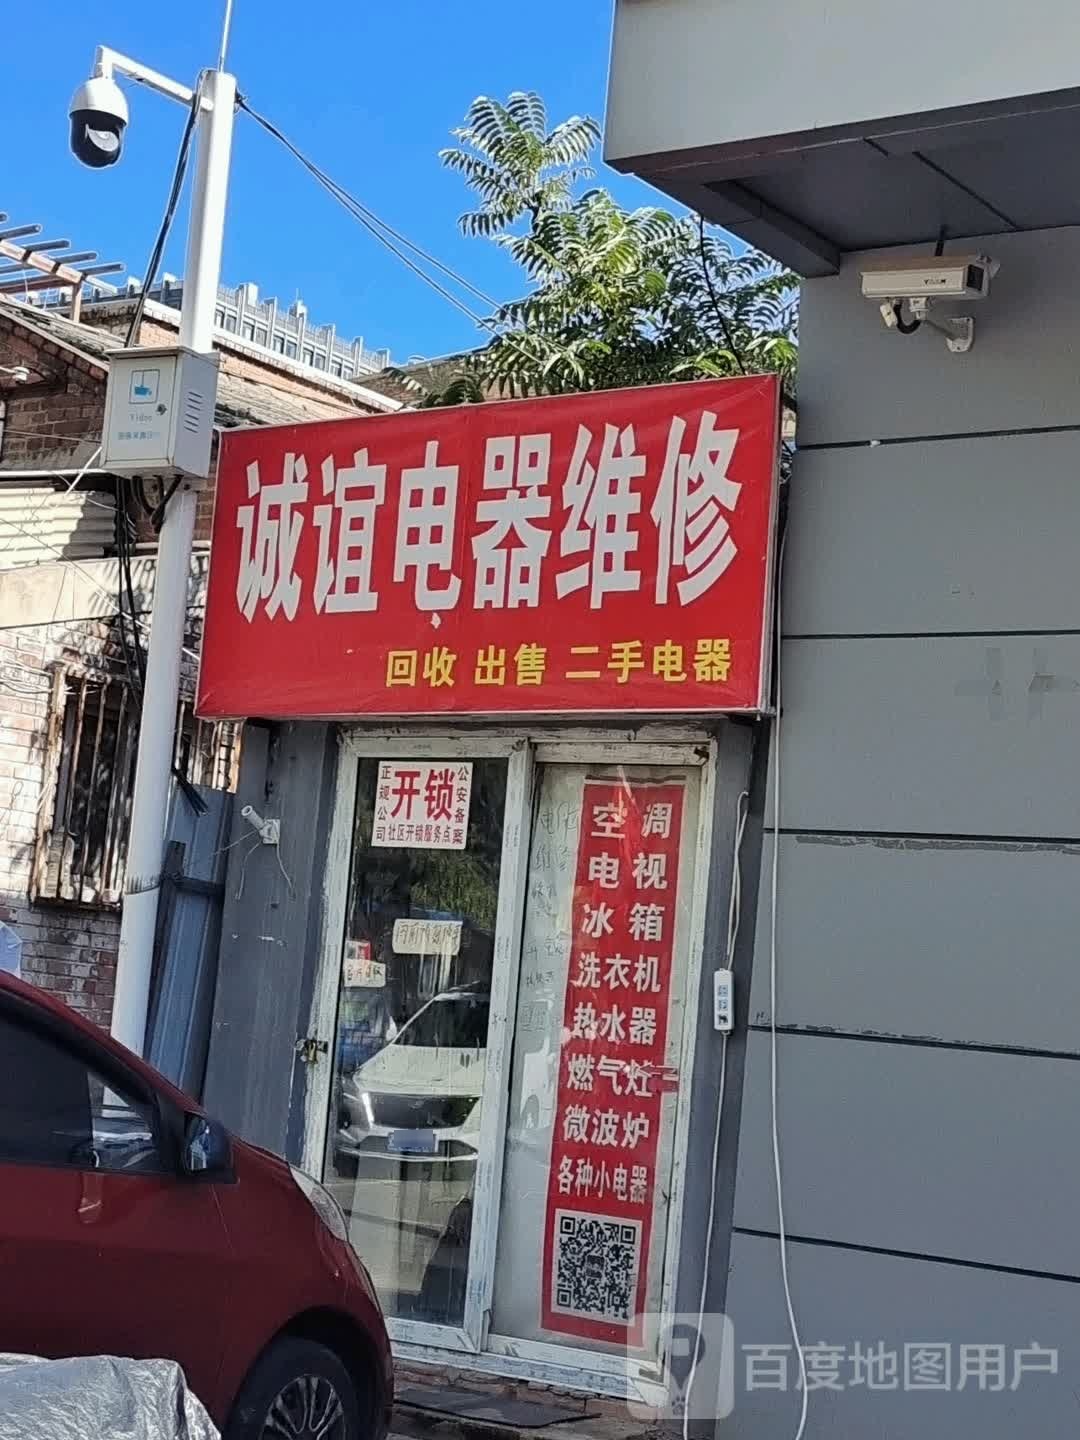 诚谊电器维修
回收 出售 二手电器
Video
正规公司
开锁
公安备案
社区开锁服务点
空调
电视
冰箱
洗衣机
热水器
燃气灶
微波炉
各种小电器
百度地图用户